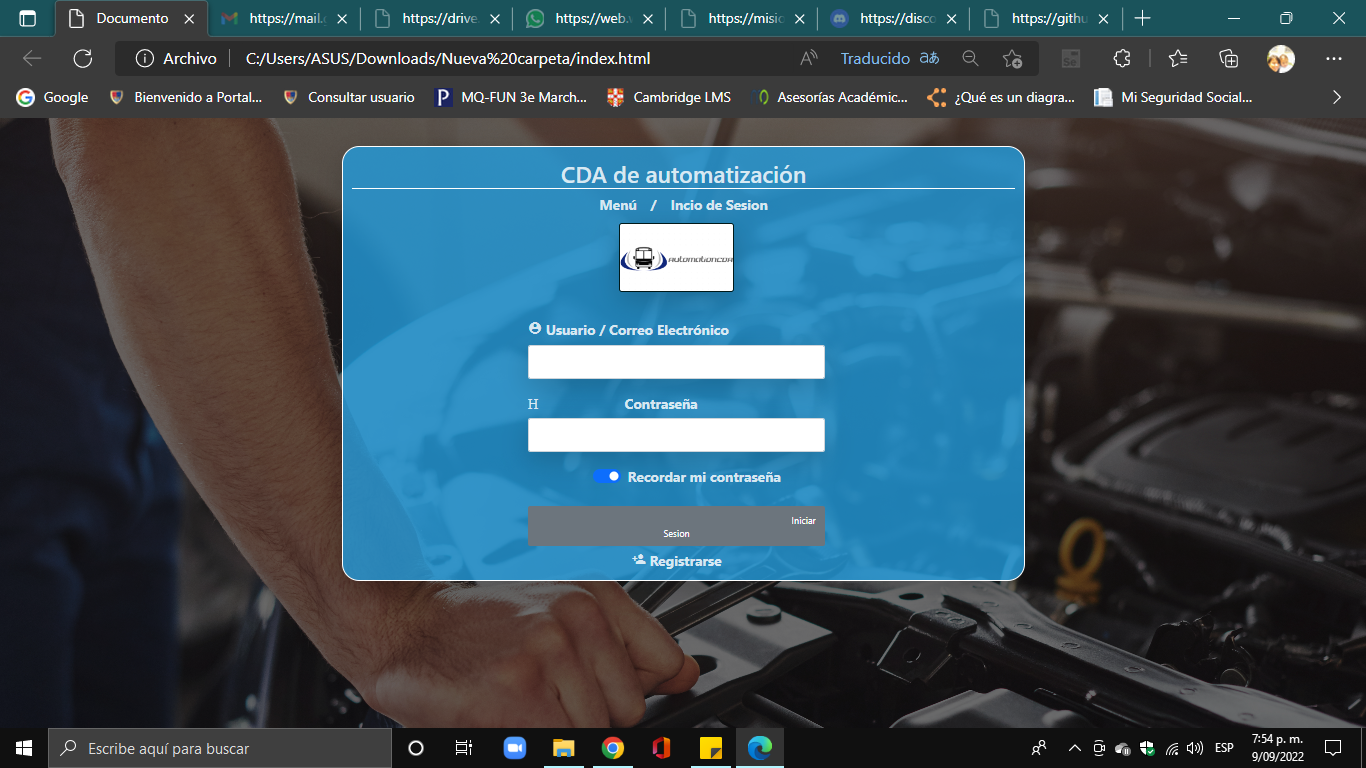 Documento
https://mail.g
https://drive.
https://web.w
https://misic
https://disco
https://githu
Archivo
C:/Users/ASUS/Downloads/Nueva%20carpeta/index.html
Traducido
Google
Bienvenido a Portal...
Consultar usuario
MQ-FUN 3e March...
Cambridge LMS
Asesorías Académic...
¿Qué es un diagra...
Mi Seguridad Social...
CDA de automatización
Menú / Incio de Sesion
AUTOMATIONCDA
Usuario / Correo Electrónico
H Contraseña
Recordar mi contraseña
Iniciar
Sesion
Registrarse
Escribe aquí para buscar
ESP
7:54 p. m.
9/09/2022